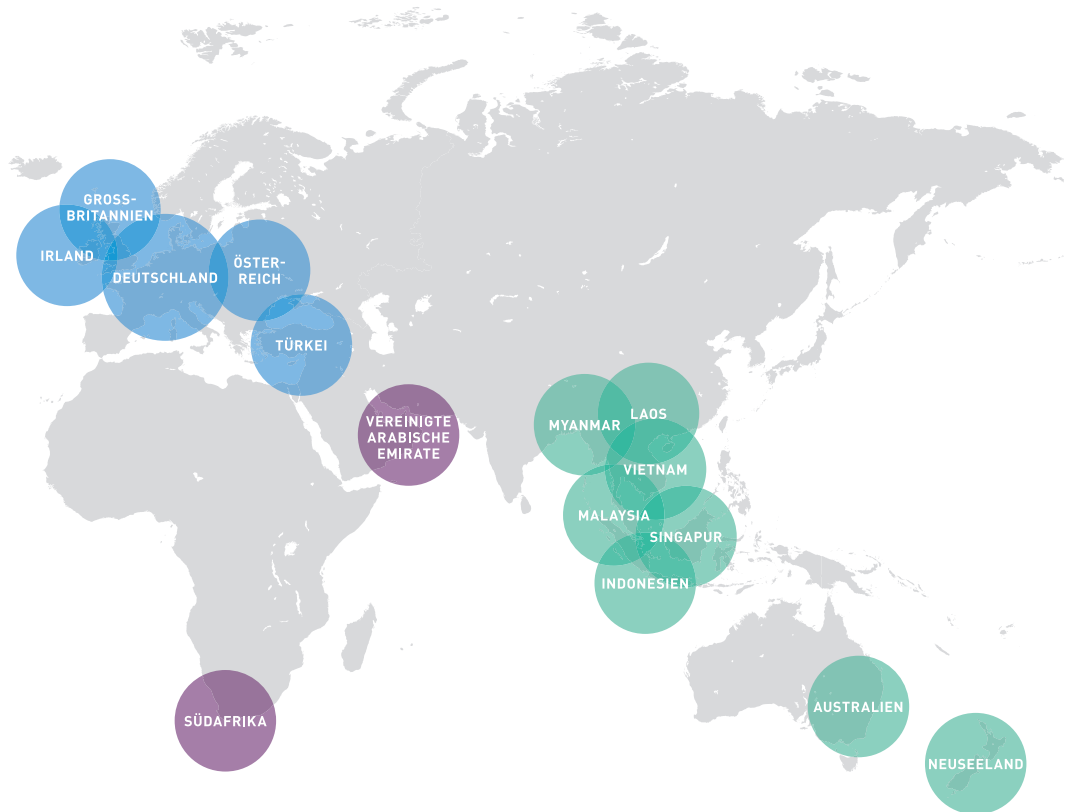 GROSS-
BRITANNIEN
IRLAND
DEUTSCHLAND
ÖSTER-
REICH
TÜRKEI
VEREINIGTE
ARABISCHE
EMIRATE
MYANMAR
LAOS
VIETNAM
MALAYSIA
SINGAPUR
INDONESIEN
SÜDAFRIKA
AUSTRALIEN
NEUSEELAND